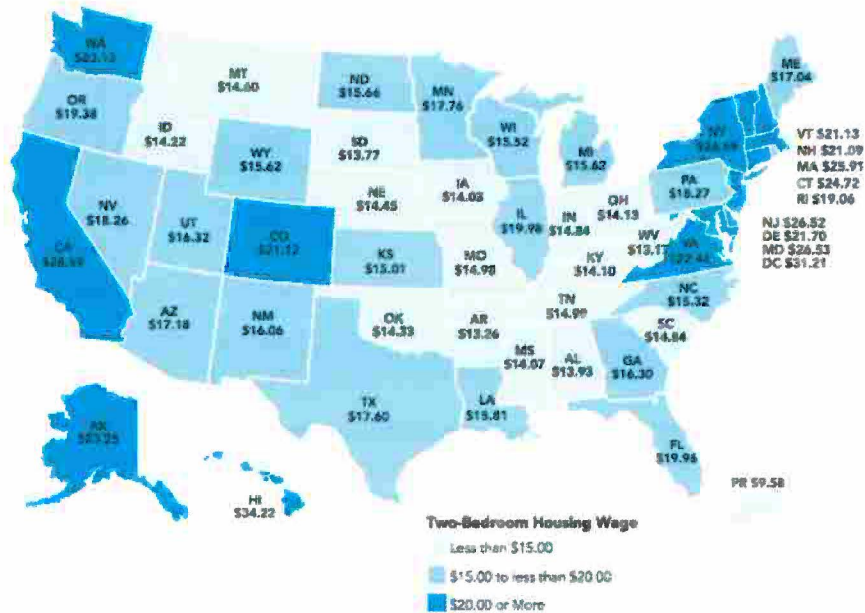 WA
MT
$14.60
ND
$15.66
MN
$17.76
ME
$17.04
OR
$19.38
ID
$14.22
SD
$13.77
WI
$15.52
MI
$15.62
NY
VT $21.13
NH $21.09
MA $25.91
CT $24.72
RI $19.06
WY
$15.62
NE
$14.45
IA
$14.03
PA
$18.27
NV
$18.26
UT
$16.32
CO
$21.12
KS
$15.01
MO
$14.98
IL
$19.98
IN
$14.84
OH
$14.13
WV
$13.17
VA
NJ $26.52
DE $21.70
MD $26.53
DC $31.21
CA
KY
$14.10
NC
$15.32
AZ
$17.18
NM
$16.06
OK
$14.33
AR
$13.26
TN
$14.99
SC
$14.84
MS
$14.07
AL
$13.93
GA
$16.30
TX
$17.60
LA
$15.81
AK
$23.25
FL
$19.96
HI
$34.22
PR $9.58
Two-Bedroom Housing Wage
Less than $15.00
$15.00 to less than $20.00
$20.00 or More